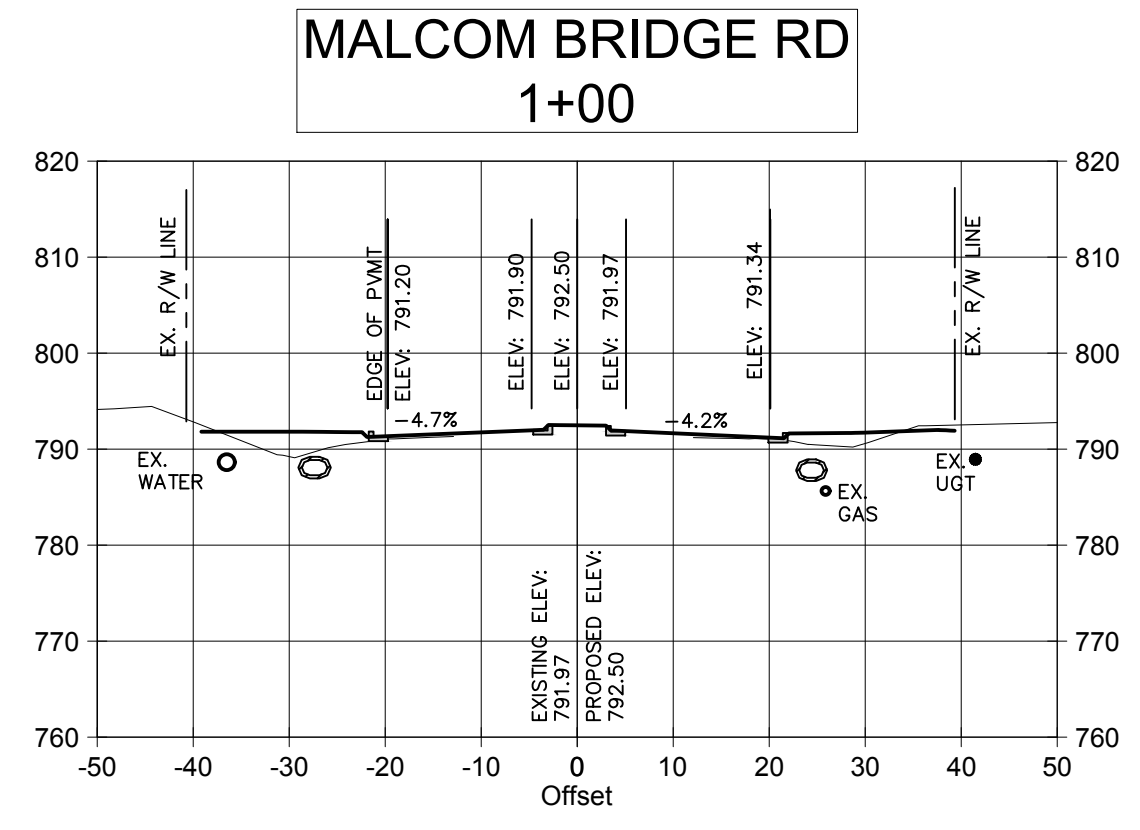 MALCOM BRIDGE RD
1+00
820
820
EX. R/W LINE
EDGE OF PVMT
ELEV: 791.20
ELEV: 791.90
ELEV: 792.50
ELEV: 791.97
ELEV: 791.34
EX. R/W LINE
810
810
800
800
-4.7%
-4.2%
790
790
EX.
WATER
EX.
GAS
EX.
UGT
780
780
EXISTING ELEV:
791.97
PROPOSED ELEV:
792.50
770
770
760
760
-50 -40 -30 -20 -10 0 10 20 30 40 50
Offset